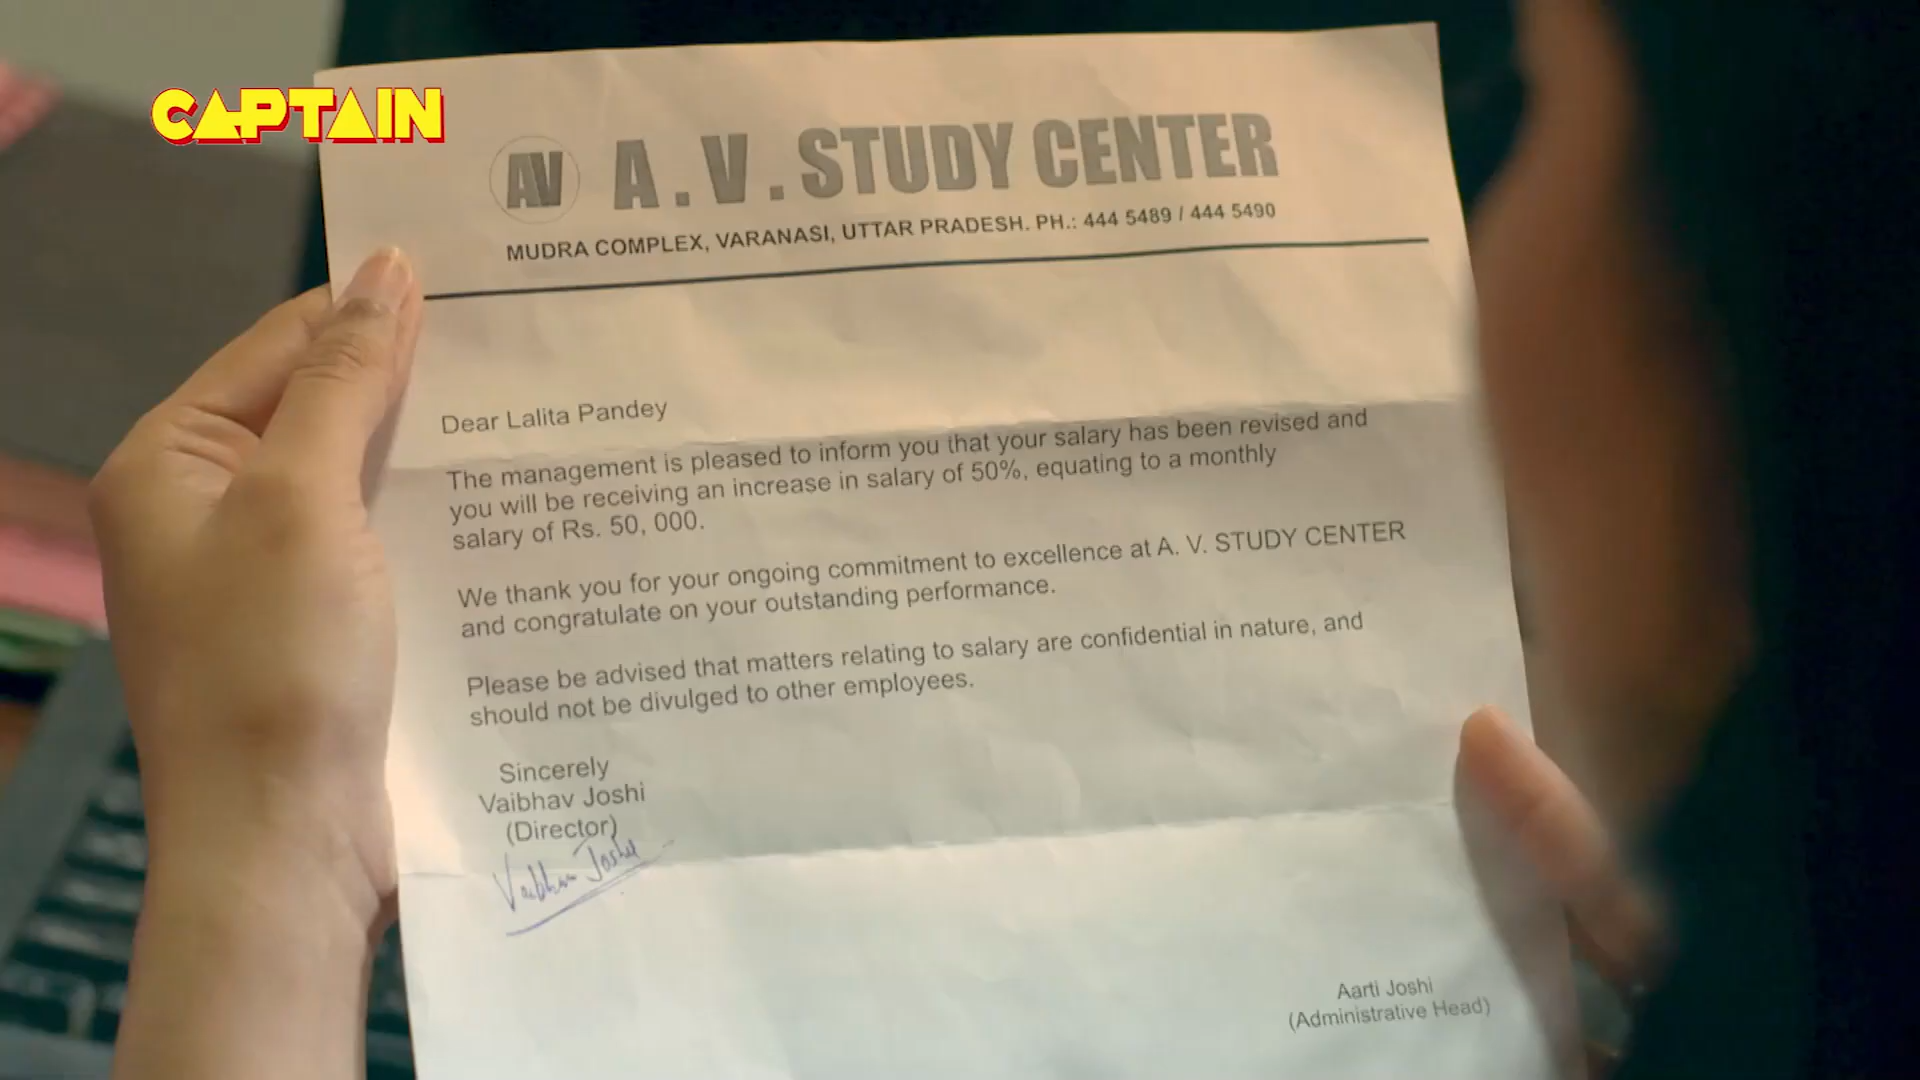 CAPTAIN
AV A. V. STUDY CENTER
MUDRA COMPLEX, VARANASI, UTTAR PRADESH. PH.: 444 5489 / 444 5490
Dear Lalita Pandey
The management is pleased to inform you that your salary has been revised and
you will be receiving an increase in salary of 50%, equating to a monthly
salary of Rs. 50, 000.
We thank you for your ongoing commitment to excellence at A. V. STUDY CENTER
and congratulate on your outstanding performance.
Please be advised that matters relating to salary are confidential in nature, and
should not be divulged to other employees.
Sincerely
Vaibhav Joshi
(Director)
Vaibhav Joshi
Aarti Joshi
(Administrative Head)